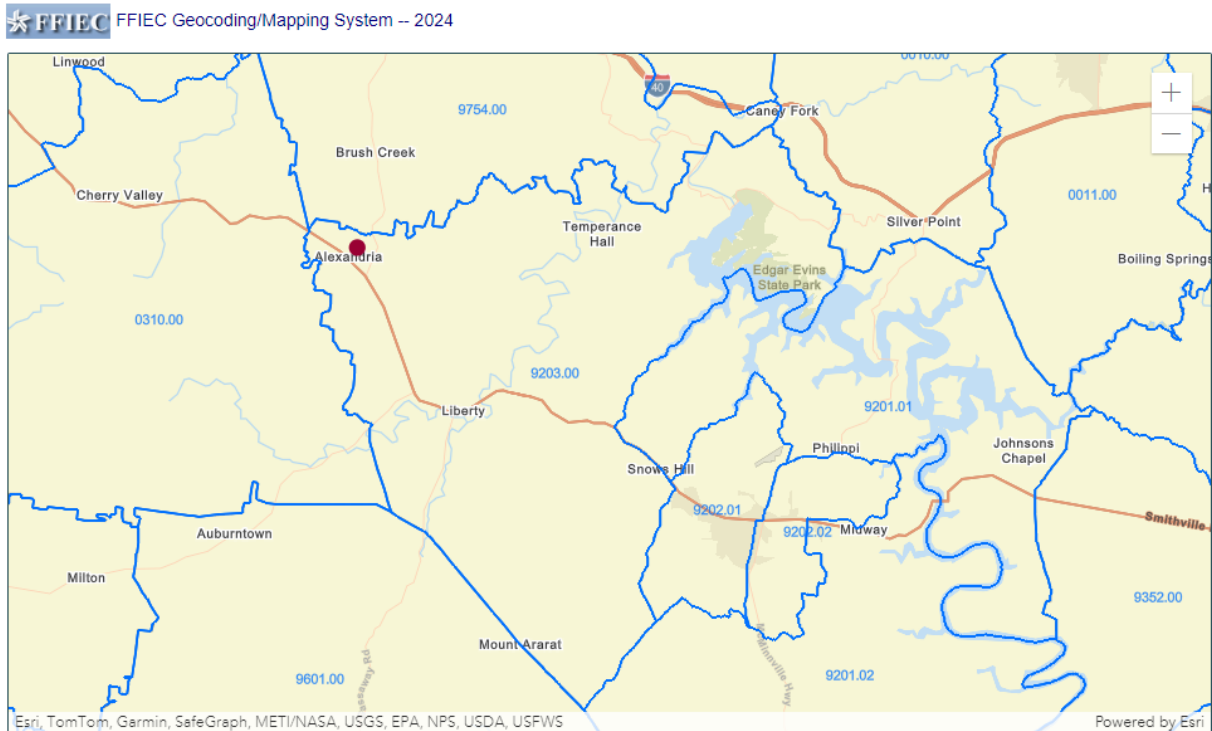 FFIEC FFIEC Geocoding/Mapping System -- 2024
Linwood
0010.00
40
9754.00
Caney Fork
+
−
Brush Creek
Cherry Valley
0011.00
H
Silver Point
Temperance
Hall
Alexandria
Boiling Springs
Edgar Evins
State Park
0310.00
9203.00
9201.01
Liberty
Philippi
Johnsons
Chapel
Snows Hill
9202.01
Smithville
Auburntown
9202.02
Midway
Milton
9352.00
Mount Ararat
McMinnville Hwy
9601.00
9201.02
Esri, TomTom, Garmin, SafeGraph, METI/NASA, USGS, EPA, NPS, USDA, USFWS
Powered by Esri